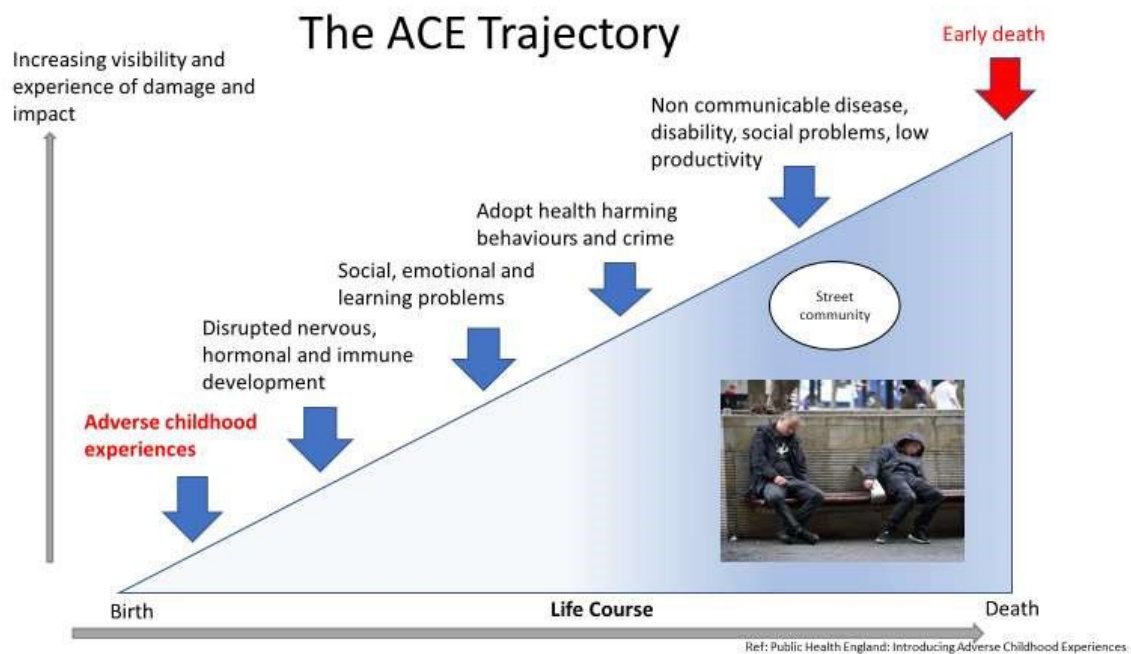 The ACE Trajectory
Early death
Increasing visibility and
experience of damage and
impact
Non communicable disease,
disability, social problems, low
productivity
Adopt health harming
behaviours and crime
Social, emotional and
learning problems
Disrupted nervous,
hormonal and immune
development
Adverse childhood
experiences
Street
community
Birth
Life Course
Death
Ref: Public Health England: Introducing Adverse Childhood Experiences